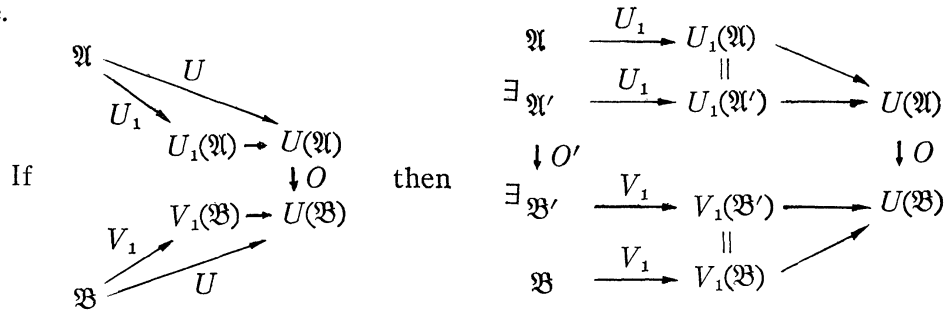 e.
𝔄 U 𝔄 U₁ U₁(𝔄)
∃ 𝔄′ U₁ ‖ U₁(𝔄′) U(𝔄)
U₁ U₁(𝔄) → U(𝔄)
If ↓ O then ↓ O′ ↓ O
V₁(𝔅) → U(𝔅) ∃ 𝔅′ V₁ V₁(𝔅′) U(𝔅)
V₁ U ‖
𝔅 𝔅 V₁ V₁(𝔅)